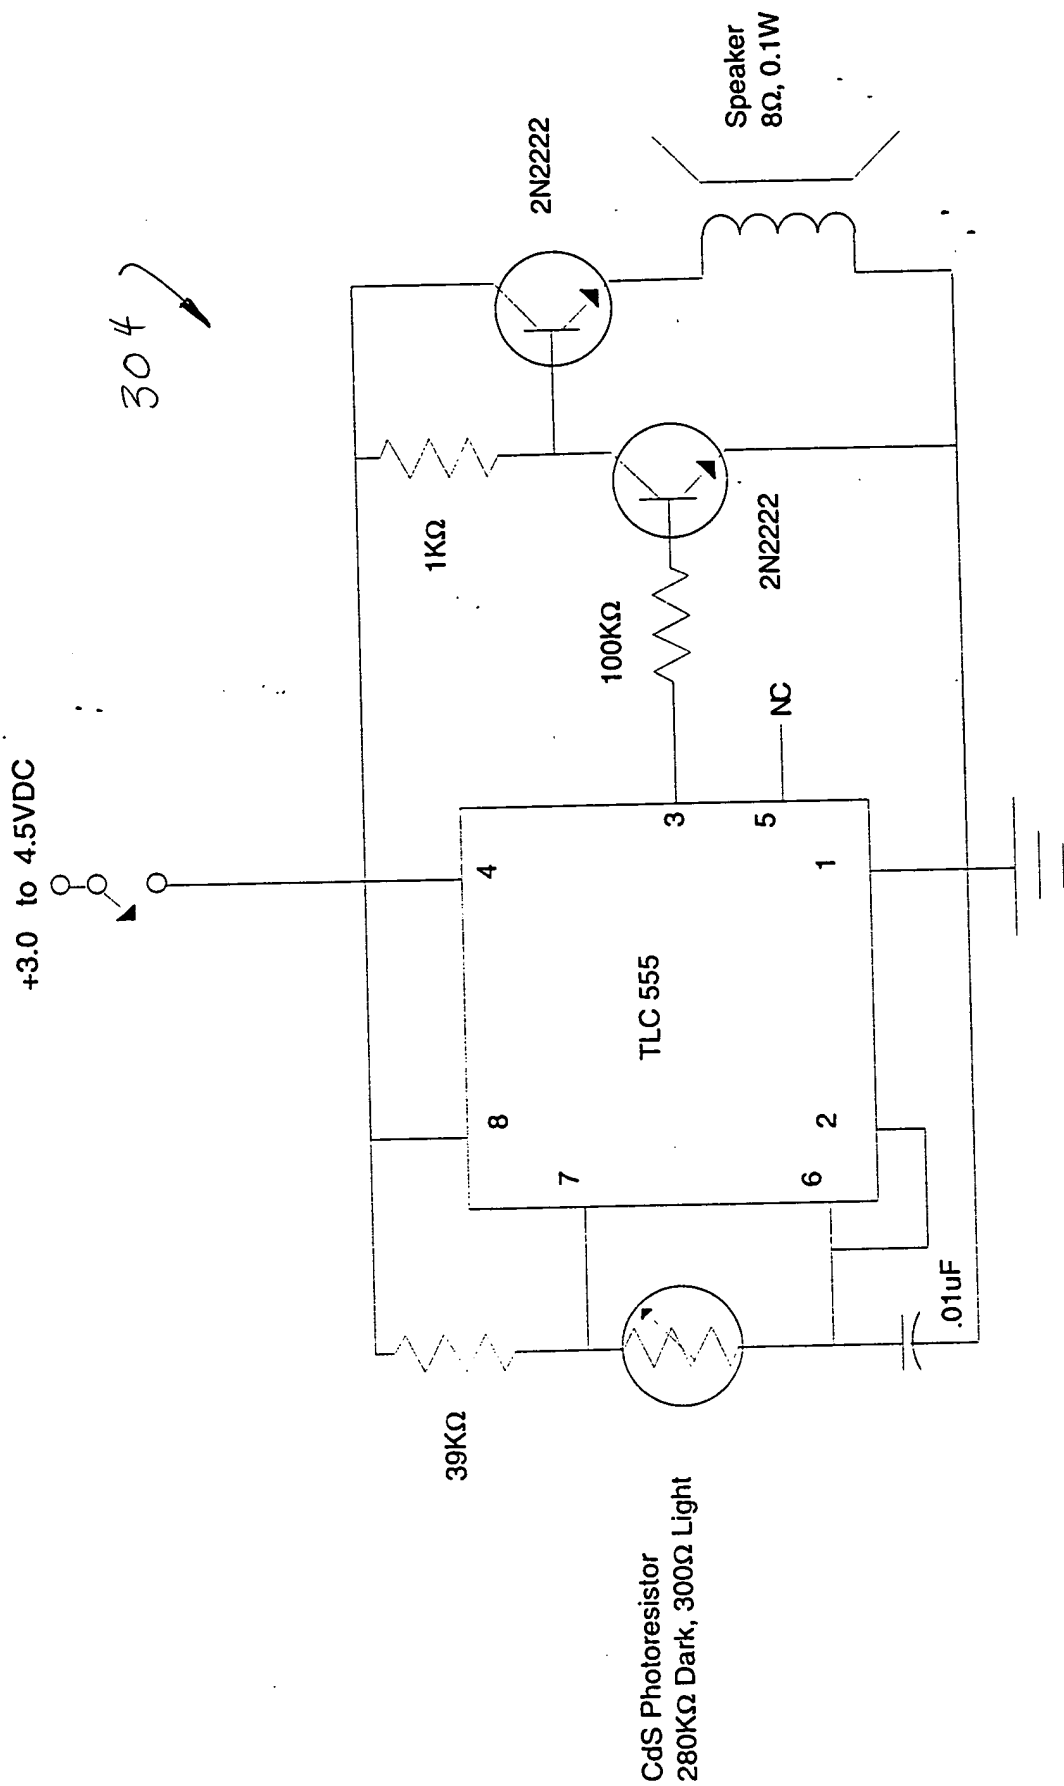 304
+3.0 to 4.5VDC
2N2222
Speaker
8Ω, 0.1W
1KΩ
100KΩ
2N2222
NC
4
3
5
1
TLC 555
8
7
2
6
39KΩ
.01uF
CdS Photoresistor
280KΩ Dark, 300Ω Light